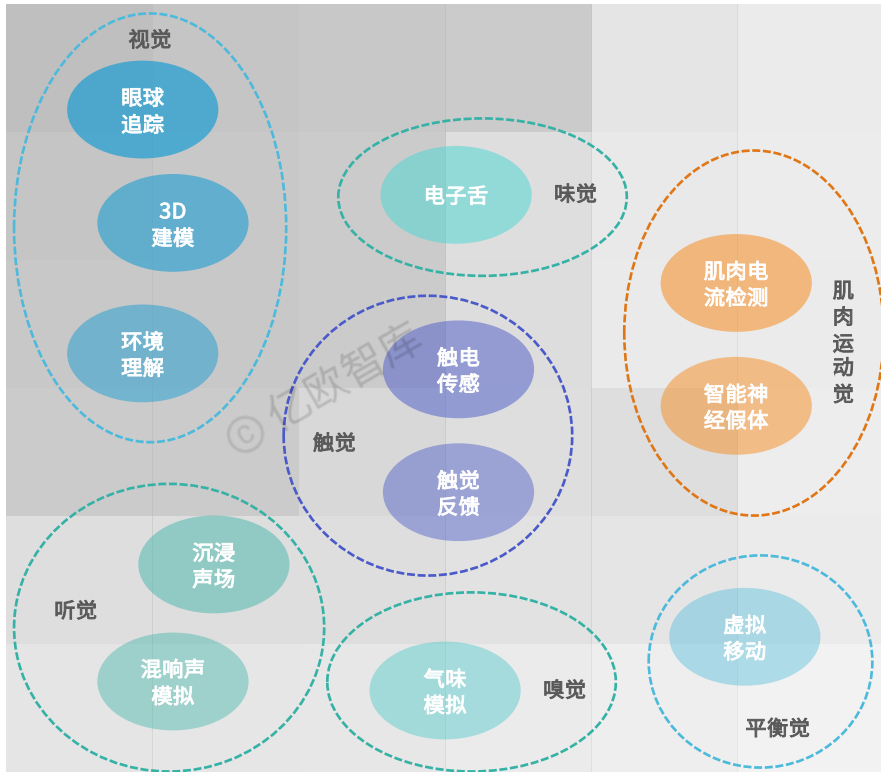 视觉
眼球
追踪
3D
建模
环境
理解
电子舌
味觉
肌肉电
流检测
智能神
经假体
肌
肉
运
动
觉
触电
传感
触觉
触觉
反馈
© 亿欧智库
沉浸
声场
听觉
混响声
模拟
气味
模拟
嗅觉
虚拟
移动
平衡觉